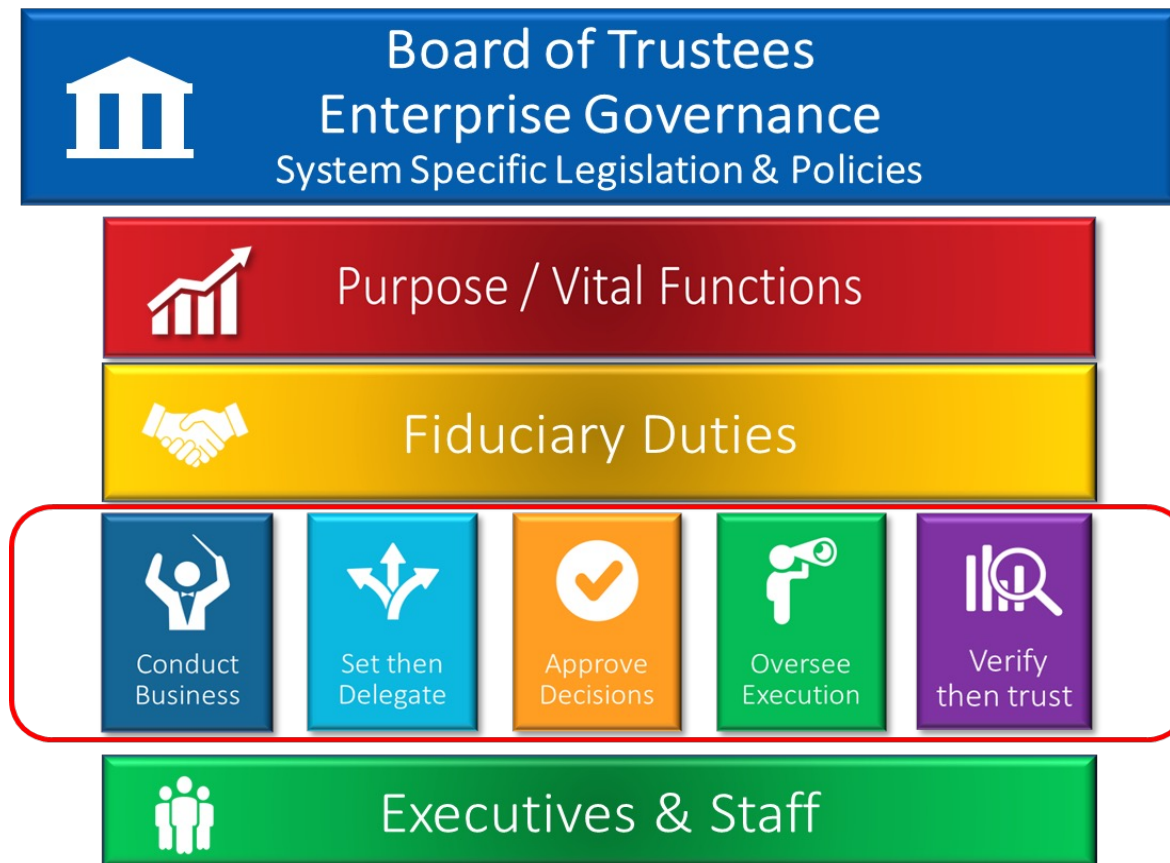 Board of Trustees
Enterprise Governance
System Specific Legislation & Policies
Purpose / Vital Functions
Fiduciary Duties
Conduct
Business
Set then
Delegate
Approve
Decisions
Oversee
Execution
Verify
then trust
Executives & Staff